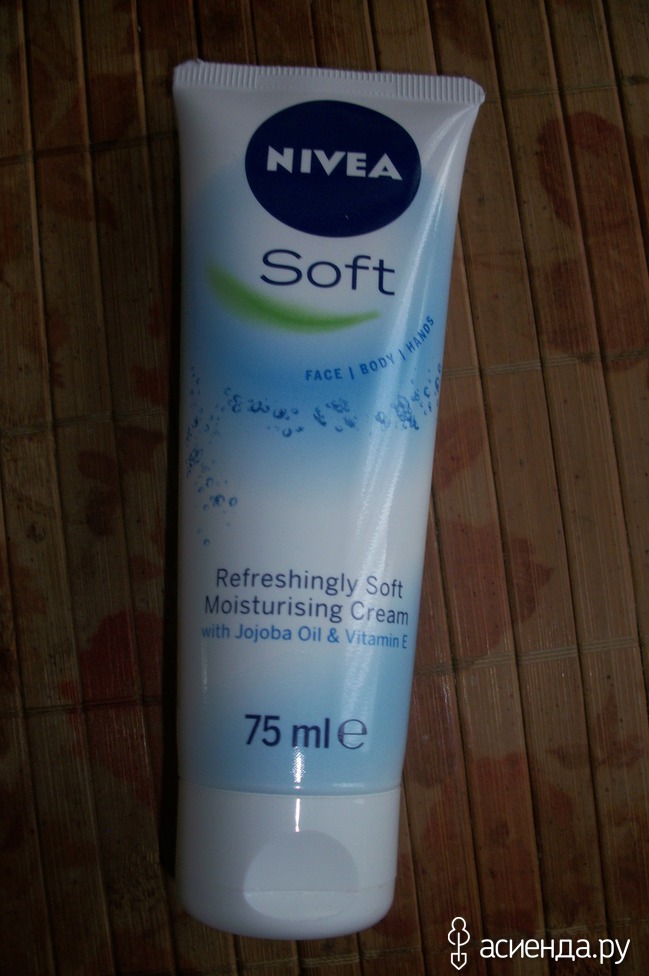 NIVEA
Soft
FACE | BODY | HANDS
Refreshingly Soft
Moisturising Cream
with Jojoba Oil & Vitamin E
75 ml e
асиенда.ру